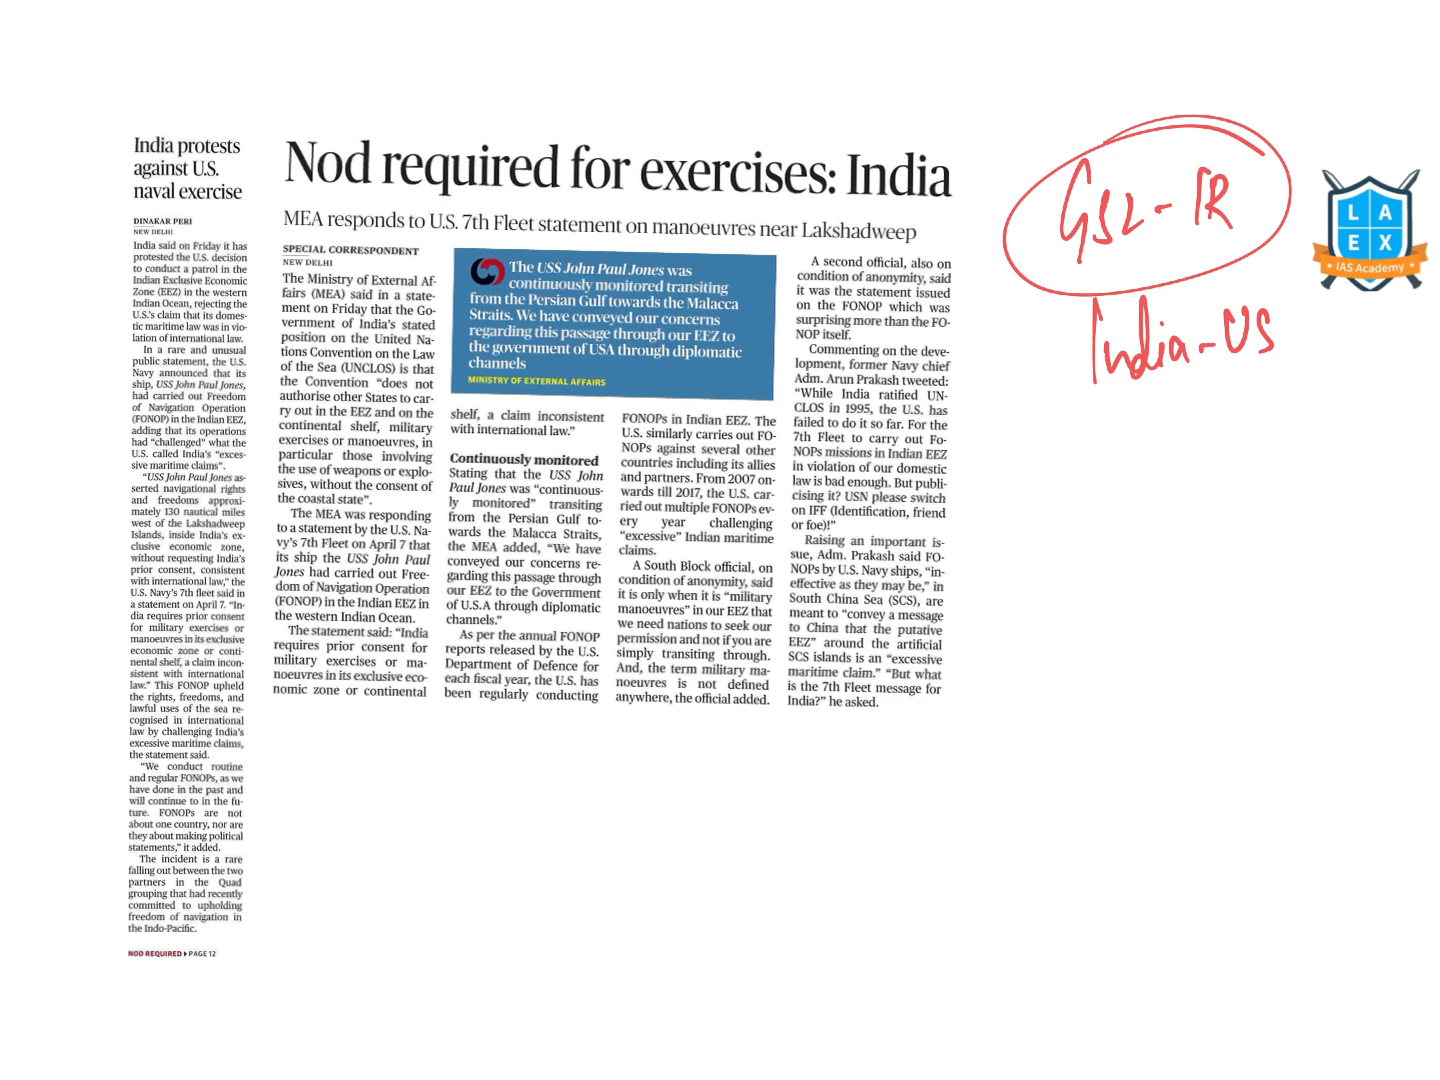 India protests
against U.S.
naval exercise
DINAKAR PERI
NEW DELHI
India said on Friday it has
protested the U.S. decision
to conduct a patrol in the
Indian Exclusive Economic
Zone (EEZ) in the western
Indian Ocean, rejecting the
U.S.'s claim that its domes-
tic maritime law was in vio-
lation of international law.
In a rare and unusual
public statement, the U.S.
Navy announced that its
ship, USS John Paul Jones,
had carried out Freedom
of Navigation Operation
(FONOP) in the Indian EEZ,
adding that its operations
had "challenged" what the
U.S. called India's "exces-
sive maritime claims".
"USS John Paul Jones as-
serted navigational rights
and freedoms approxi-
mately 130 nautical miles
west of the Lakshadweep
Islands, inside India's ex-
clusive economic zone,
without requesting India's
prior consent, consistent
with international law," the
U.S. Navy's 7th fleet said in
a statement on April 7. "In-
dia requires prior consent
for military exercises or
manoeuvres in its exclusive
economic zone or conti-
nental shelf, a claim incon-
sistent with international
law." This FONOP upheld
the rights, freedoms, and
lawful uses of the sea re-
cognised in international
law by challenging India's
excessive maritime claims,
the statement said.
"We conduct routine
and regular FONOPs, as we
have done in the past and
will continue to in the fu-
ture. FONOPs are not
about one country, nor are
they about making political
statements," it added.
The incident is a rare
falling out between the two
partners in the Quad
grouping that had recently
committed to upholding
freedom of navigation in
the Indo-Pacific.
NOD REQUIRED PAGE 12
Nod required for exercises: India
MEA responds to U.S. 7th Fleet statement on manoeuvres near Lakshadweep
SPECIAL CORRESPONDENT
NEW DELHI
The Ministry of External Af-
fairs (MEA) said in a state-
ment on Friday that the Go-
vernment of India's stated
position on the United Na-
tions Convention on the Law
of the Sea (UNCLOS) is that
the Convention "does not
authorise other States to car-
ry out in the EEZ and on the
continental shelf, military
exercises or manoeuvres, in
particular those involving
the use of weapons or explo-
sives, without the consent of
the coastal state".
The MEA was responding
to a statement by the U.S. Na-
vy's 7th Fleet on April 7 that
its ship the USS John Paul
Jones had carried out Free-
dom of Navigation Operation
(FONOP) in the Indian EEZ in
the western Indian Ocean.
The statement said: "India
requires prior consent for
military exercises or ma-
noeuvres in its exclusive eco-
nomic zone or continental
The USS John Paul Jones was
continuously monitored transiting
from the Persian Gulf towards the Malacca
Straits. We have conveyed our concerns
regarding this passage through our EEZ to
the government of USA through diplomatic
channels
MINISTRY OF EXTERNAL AFFAIRS
shelf, a claim inconsistent
with international law."
Continuously monitored
Stating that the USS John
Paul Jones was "continuous-
ly monitored" transiting
from the Persian Gulf to-
wards the Malacca Straits,
the MEA added, "We have
conveyed our concerns re-
garding this passage through
our EEZ to the Government
of U.S.A through diplomatic
channels."
As per the annual FONOP
reports released by the U.S.
Department of Defence for
each fiscal year, the U.S. has
been regularly conducting
FONOPs in Indian EEZ. The
U.S. similarly carries out FO-
NOPs against several other
countries including its allies
and partners. From 2007 on-
wards till 2017, the U.S. car-
ried out multiple FONOPs ev-
ery year challenging
"excessive" Indian maritime
claims.
A South Block official, on
condition of anonymity, said
it is only when it is "military
manoeuvres" in our EEZ that
we need nations to seek our
permission and not if you are
simply transiting through.
And, the term military ma-
noeuvres is not defined
anywhere, the official added.
A second official, also on
condition of anonymity, said
it was the statement issued
on the FONOP which was
surprising more than the FO-
NOP itself.
Commenting on the deve-
lopment, former Navy chief
Adm. Arun Prakash tweeted:
"While India ratified UN-
CLOS in 1995, the U.S. has
failed to do it so far. For the
7th Fleet to carry out Fo-
NOPs missions in Indian EEZ
in violation of our domestic
law is bad enough. But publi-
cising it? USN please switch
on IFF (Identification, friend
or foe)!"
Raising an important is-
sue, Adm. Prakash said FO-
NOPs by U.S. Navy ships, "in-
effective as they may be," in
South China Sea (SCS), are
meant to "convey a message
to China that the putative
EEZ" around the artificial
SCS islands is an "excessive
maritime claim." "But what
is the 7th Fleet message for
India?" he asked.
GS2-IR
India-US
L A
E X
IAS Academy